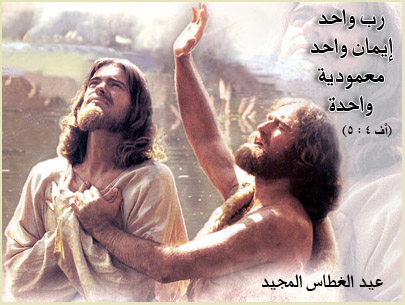 رب واحد
إيمان واحد
معمودية
واحدة
(أف ٤ : ٥)
عيد الغطاس المجيد